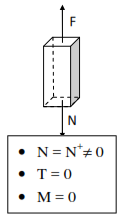 F
N
• N = N⁺≠ 0
• T = 0
• M = 0